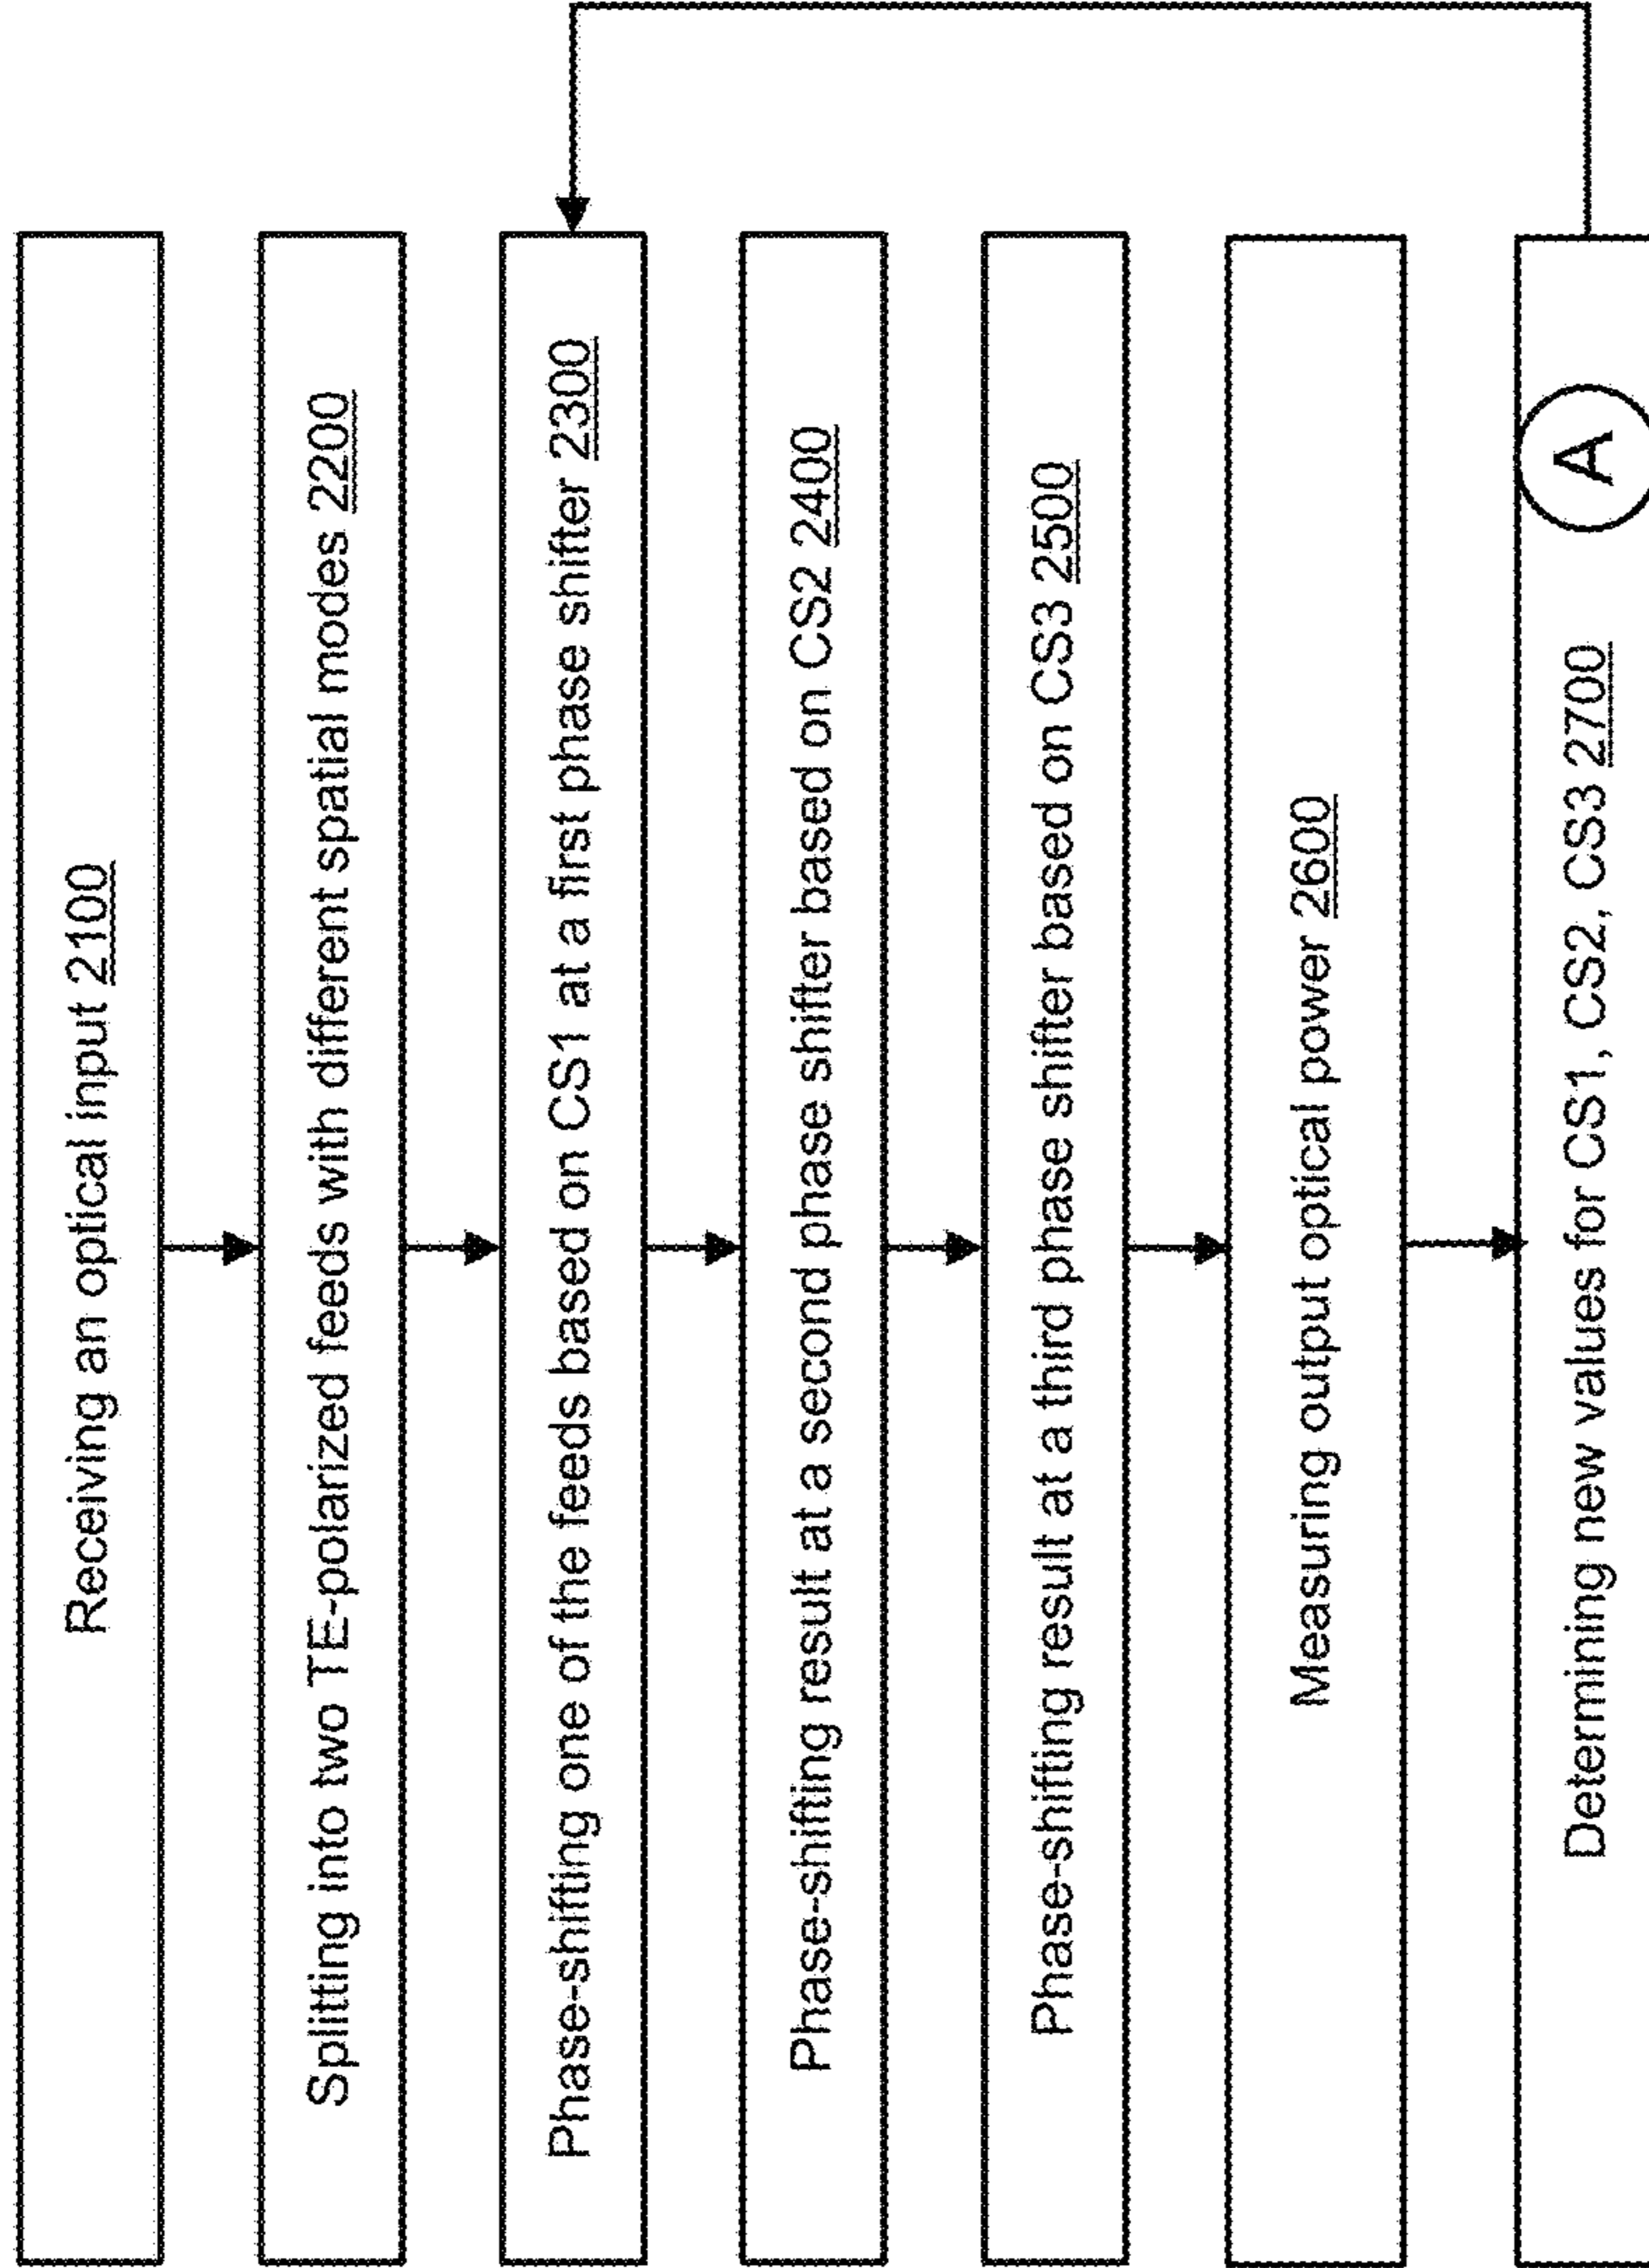 Receiving an optical input 2100
Splitting into two TE-polarized feeds with different spatial modes 2200
Phase-shifting one of the feeds based on CS1 at a first phase shifter 2300
Phase-shifting result at a second phase shifter based on CS2 2400
Phase-shifting result at a third phase shifter based on CS3 2500
Measuring output optical power 2600
Determining new values for CS1, CS2, CS3 2700
A